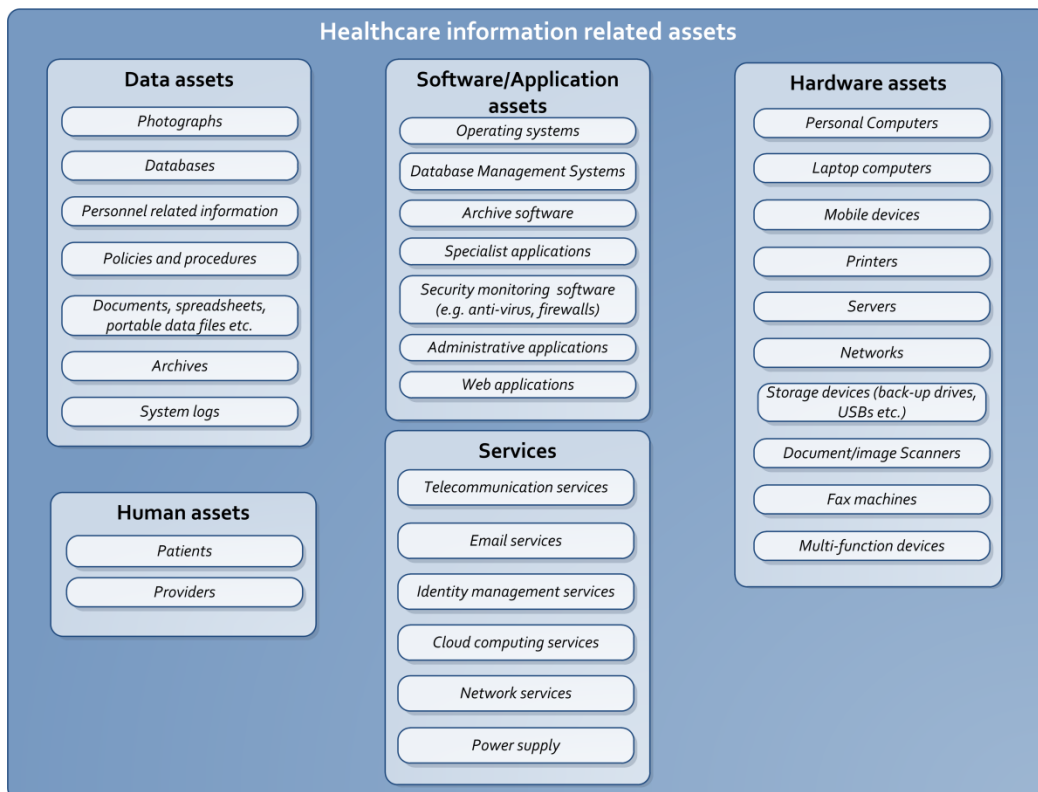 Healthcare information related assets
Data assets
Photographs
Databases
Personnel related information
Policies and procedures
Documents, spreadsheets,
portable data files etc.
Archives
System logs
Human assets
Patients
Providers
Software/Application
assets
Operating systems
Database Management Systems
Archive software
Specialist applications
Security monitoring software
(e.g. anti-virus, firewalls)
Administrative applications
Web applications
Services
Telecommunication services
Email services
Identity management services
Cloud computing services
Network services
Power supply
Hardware assets
Personal Computers
Laptop computers
Mobile devices
Printers
Servers
Networks
Storage devices (back-up drives,
USBs etc.)
Document/image Scanners
Fax machines
Multi-function devices